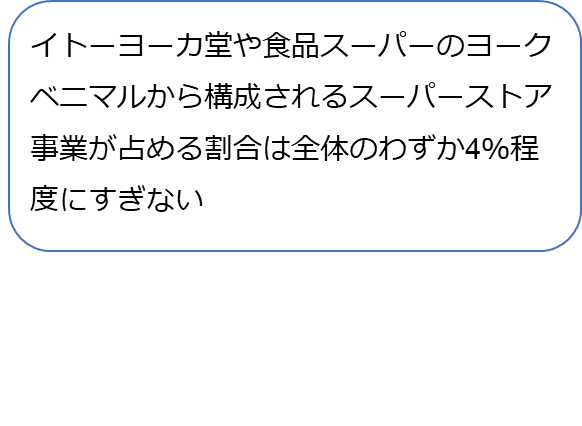 イトーヨーカ堂や食品スーパーのヨーク
ベニマルから構成されるスーパーストア
事業が占める割合は全体のわずか4%程
度にすぎない